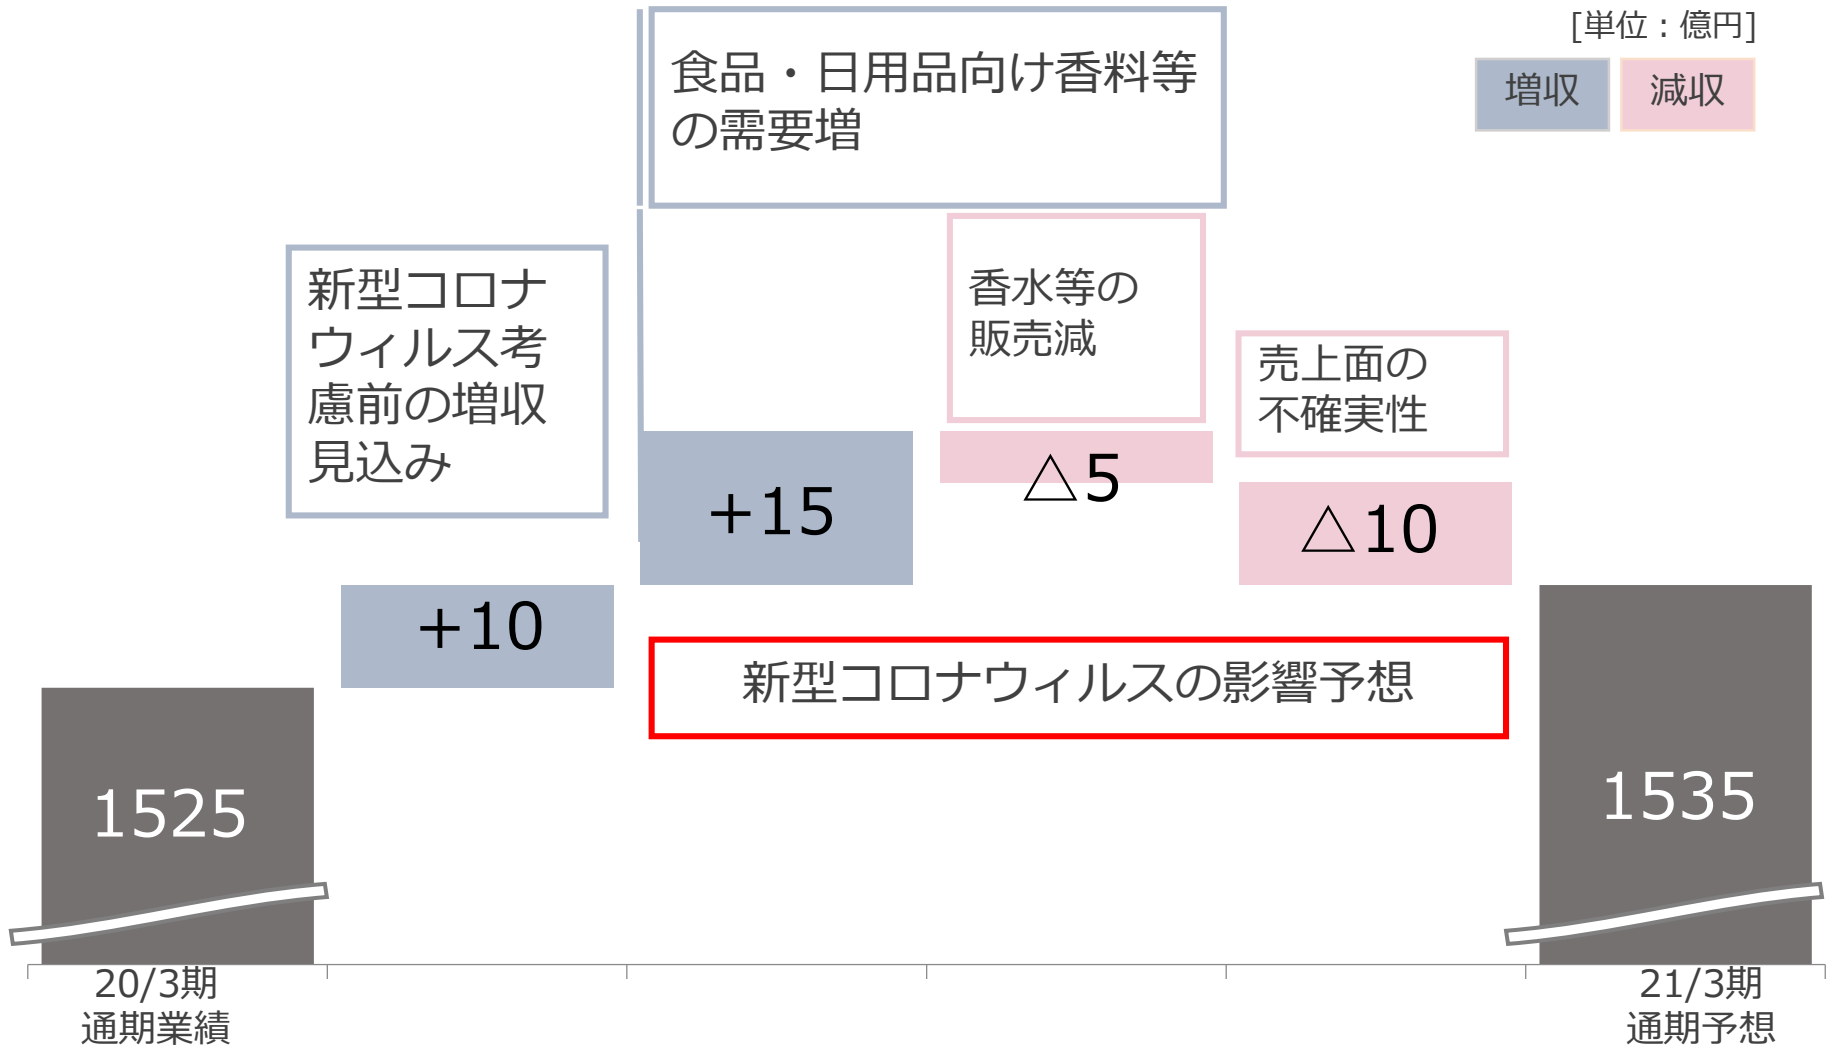 [単位：億円]
増収
減収
食品・日用品向け香料等
の需要増
新型コロナ
ウィルス考
慮前の増収
見込み
香水等の
販売減
売上面の
不確実性
+10
+15
△5
△10
新型コロナウィルスの影響予想
1525
1535
20/3期
通期業績
21/3期
通期予想